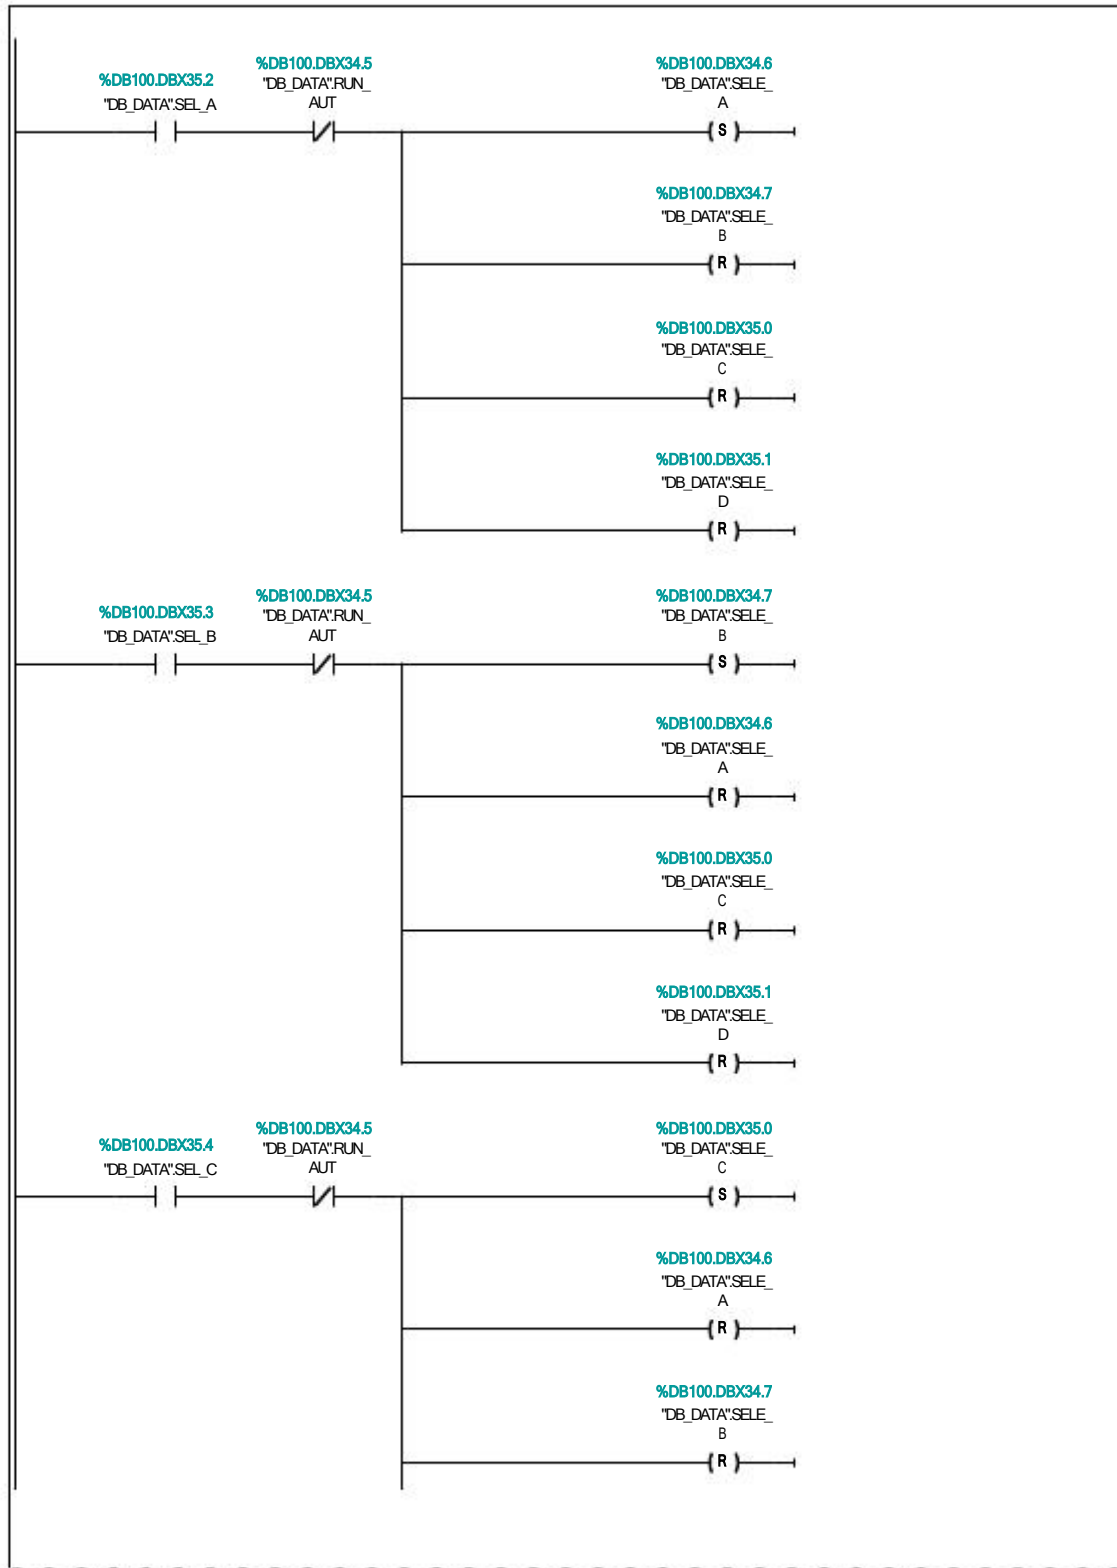 %DB100.DBX34.5
%DB100.DBX34.6
%DB100.DBX35.2
"DB_DATA".RUN_
"DB_DATA".SELE_
"DB_DATA".SEL_A
AUT
A
S
%DB100.DBX34.7
"DB_DATA".SELE_
B
R
%DB100.DBX35.0
"DB_DATA".SELE_
C
R
%DB100.DBX35.1
"DB_DATA".SELE_
D
R
%DB100.DBX34.5
%DB100.DBX34.7
%DB100.DBX35.3
"DB_DATA".RUN_
"DB_DATA".SELE_
"DB_DATA".SEL_B
AUT
B
S
%DB100.DBX34.6
"DB_DATA".SELE_
A
R
%DB100.DBX35.0
"DB_DATA".SELE_
C
R
%DB100.DBX35.1
"DB_DATA".SELE_
D
R
%DB100.DBX34.5
%DB100.DBX35.0
%DB100.DBX35.4
"DB_DATA".RUN_
"DB_DATA".SELE_
"DB_DATA".SEL_C
AUT
C
S
%DB100.DBX34.6
"DB_DATA".SELE_
A
R
%DB100.DBX34.7
"DB_DATA".SELE_
B
R